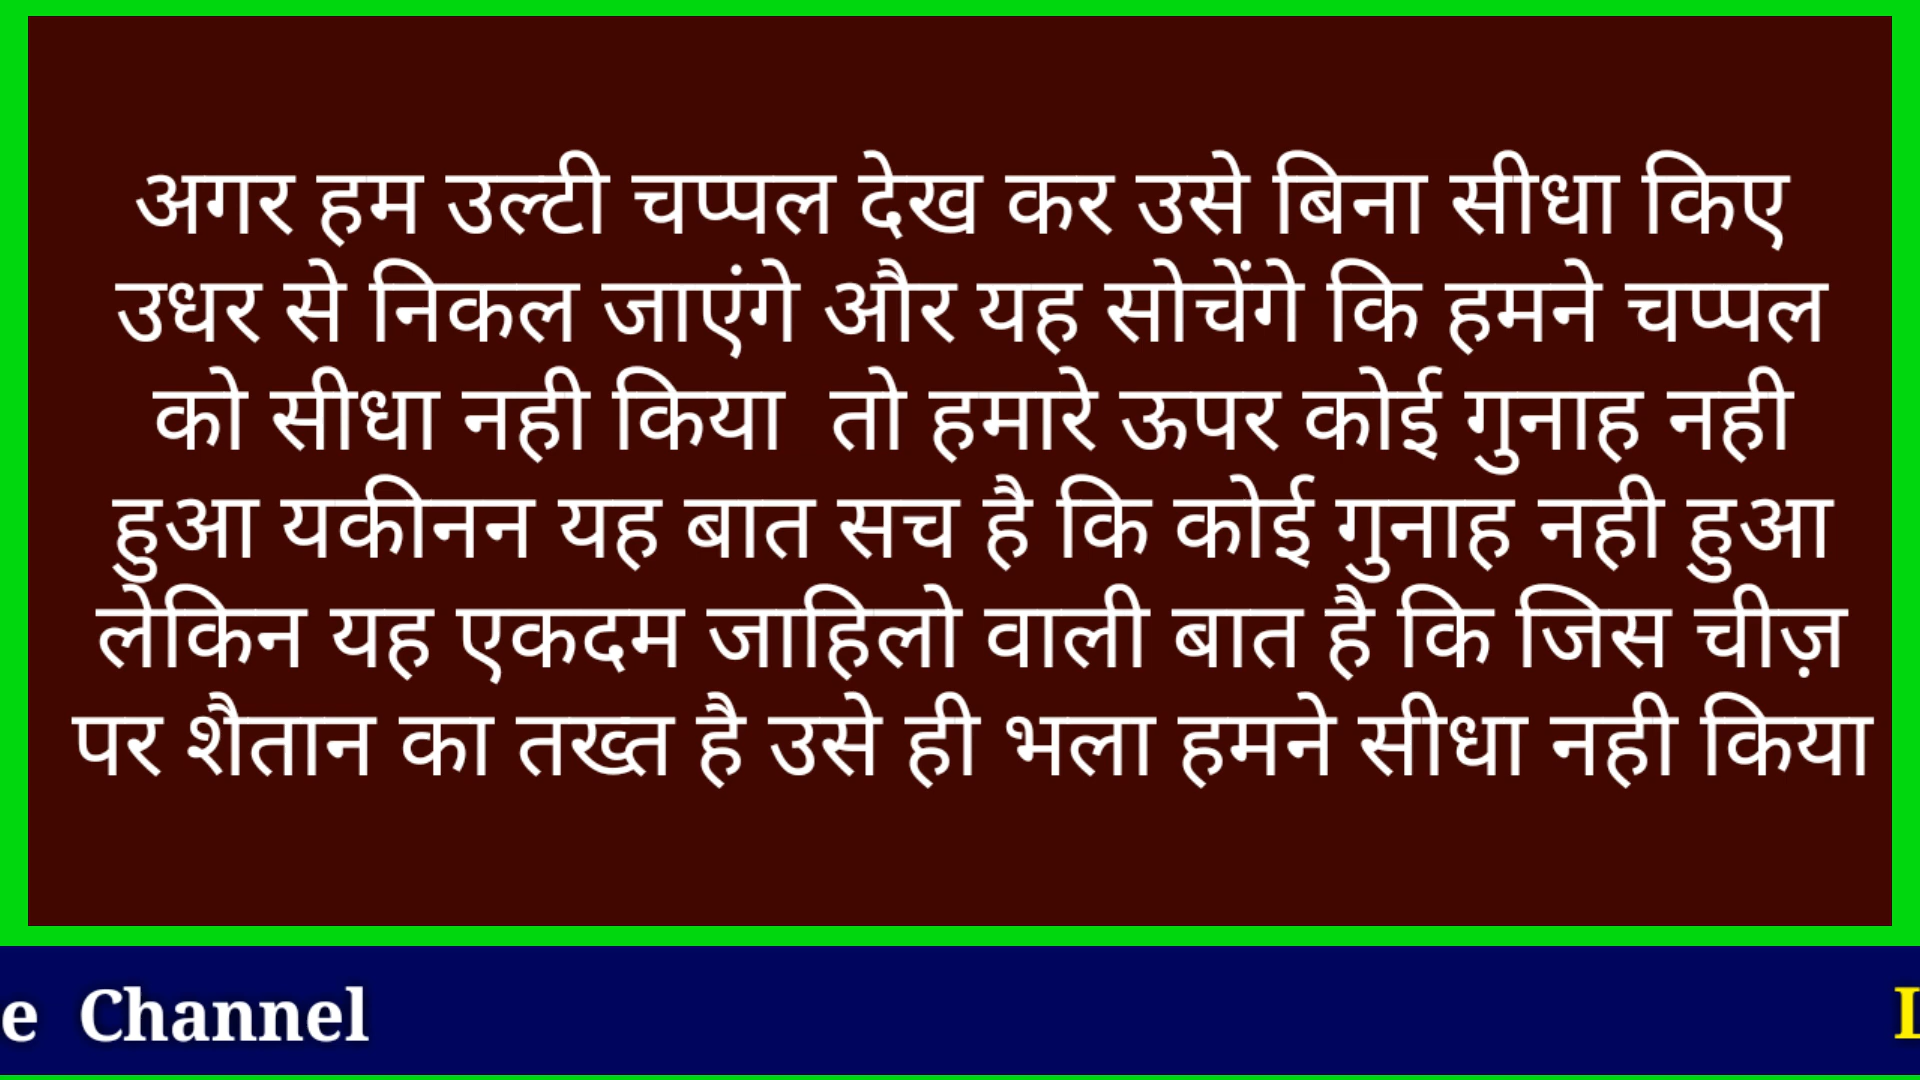 अगर हम उल्टी चप्पल देख कर उसे बिना सीधा किए
उधर से निकल जाएंगे और यह सोचेंगे कि हमने चप्पल
को सीधा नही किया तो हमारे ऊपर कोई गुनाह नही
हुआ यकीनन यह बात सच है कि कोई गुनाह नही हुआ
लेकिन यह एकदम जाहिलो वाली बात है कि जिस चीज़
पर शैतान का तख्त है उसे ही भला हमने सीधा नही किया
Channel